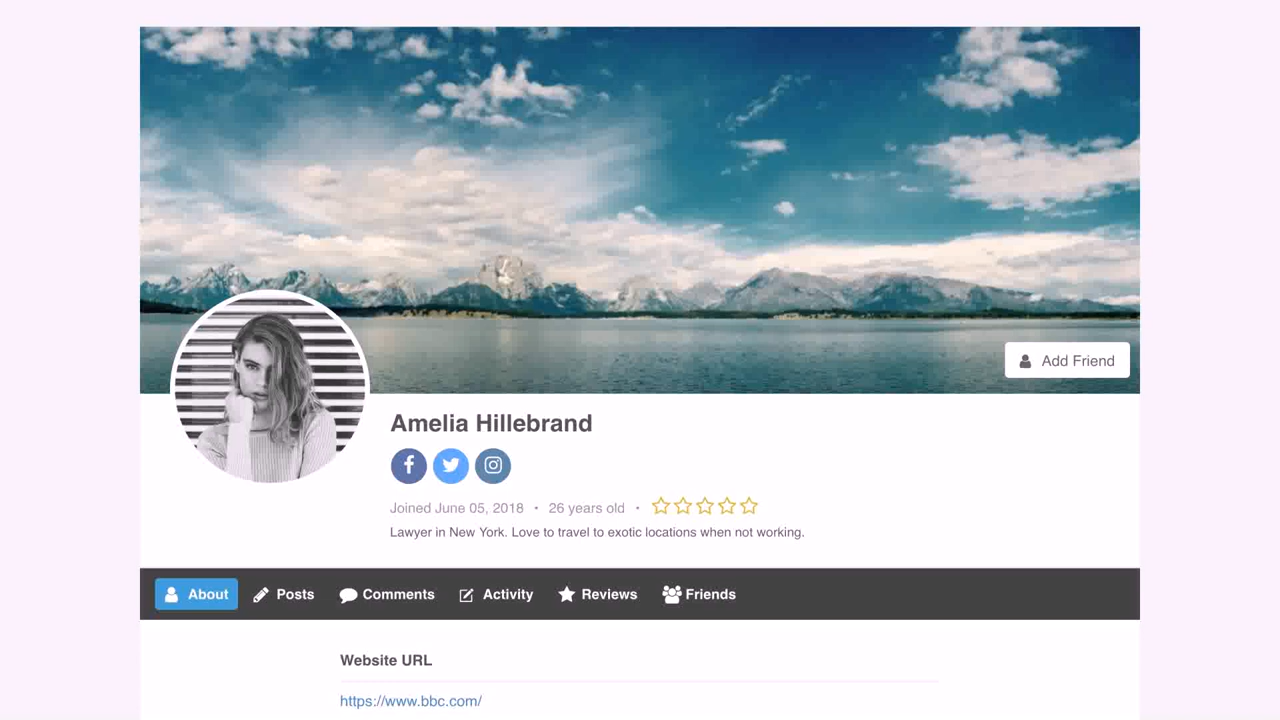 Add Friend
Amelia Hillebrand
Joined June 05, 2018 • 26 years old •
Lawyer in New York. Love to travel to exotic locations when not working.
About Posts Comments Activity Reviews Friends
Website URL
https://www.bbc.com/